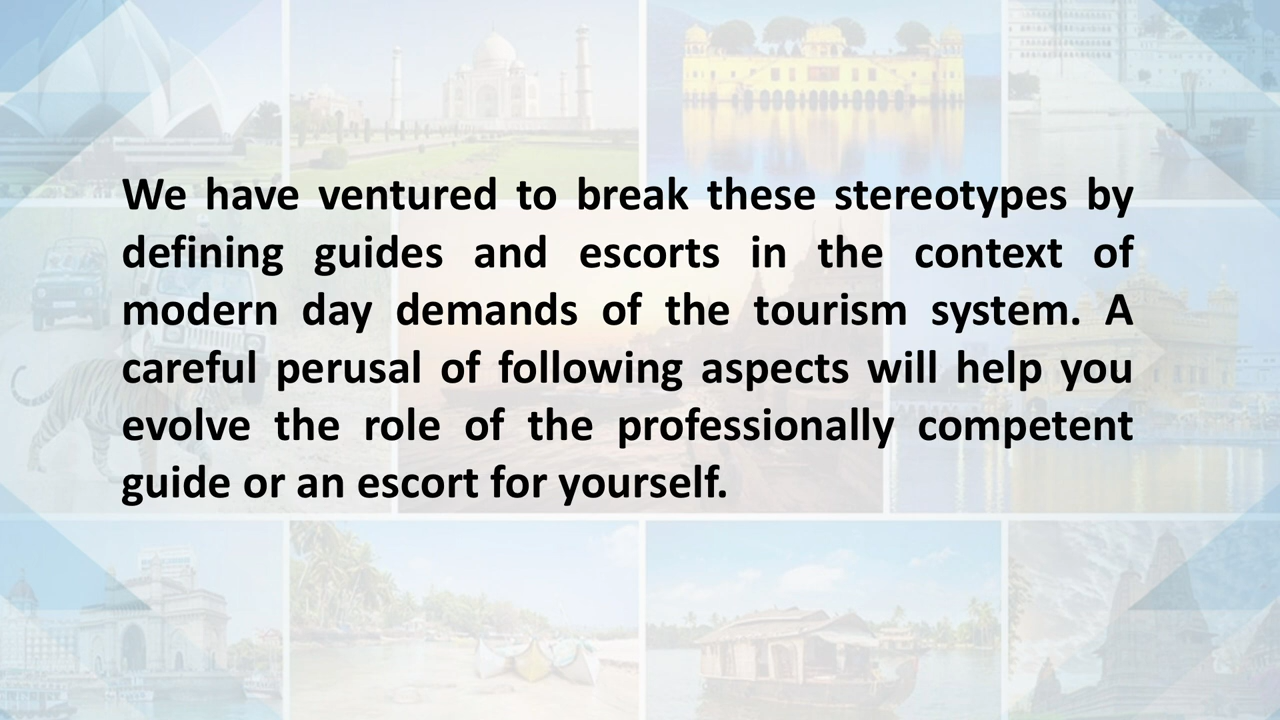 We have ventured to break these stereotypes by
defining guides and escorts in the context of
modern day demands of the tourism system. A
careful perusal of following aspects will help you
evolve the role of the professionally competent
guide or an escort for yourself.